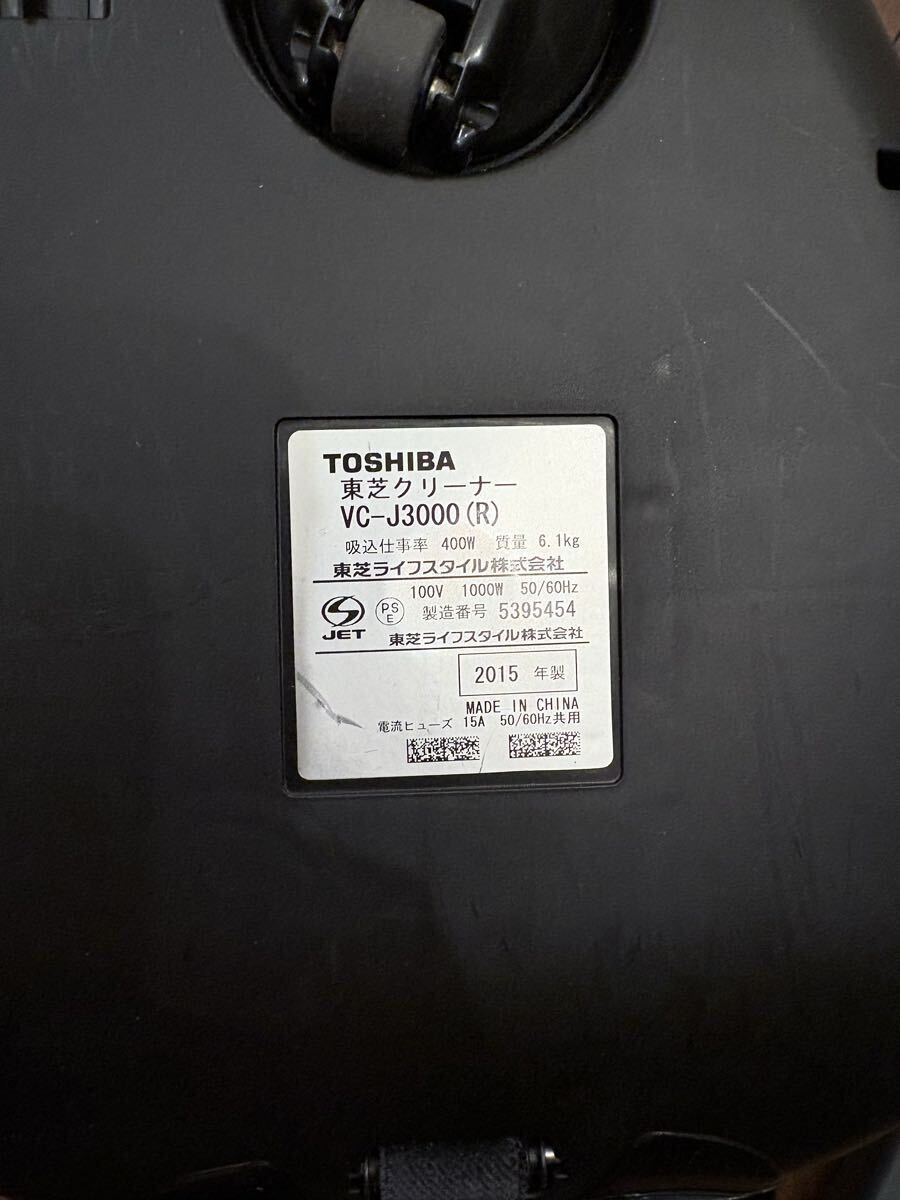 TOSHIBA
東芝クリーナー
VC-J3000(R)
吸込仕事率 400W 質量 6.1kg
東芝ライフスタイル株式会社
100V 1000W 50/60Hz
JET PSE 製造番号 5395454
東芝ライフスタイル株式会社
2015 年製
MADE IN CHINA
電流ヒューズ 15A 50/60Hz共用